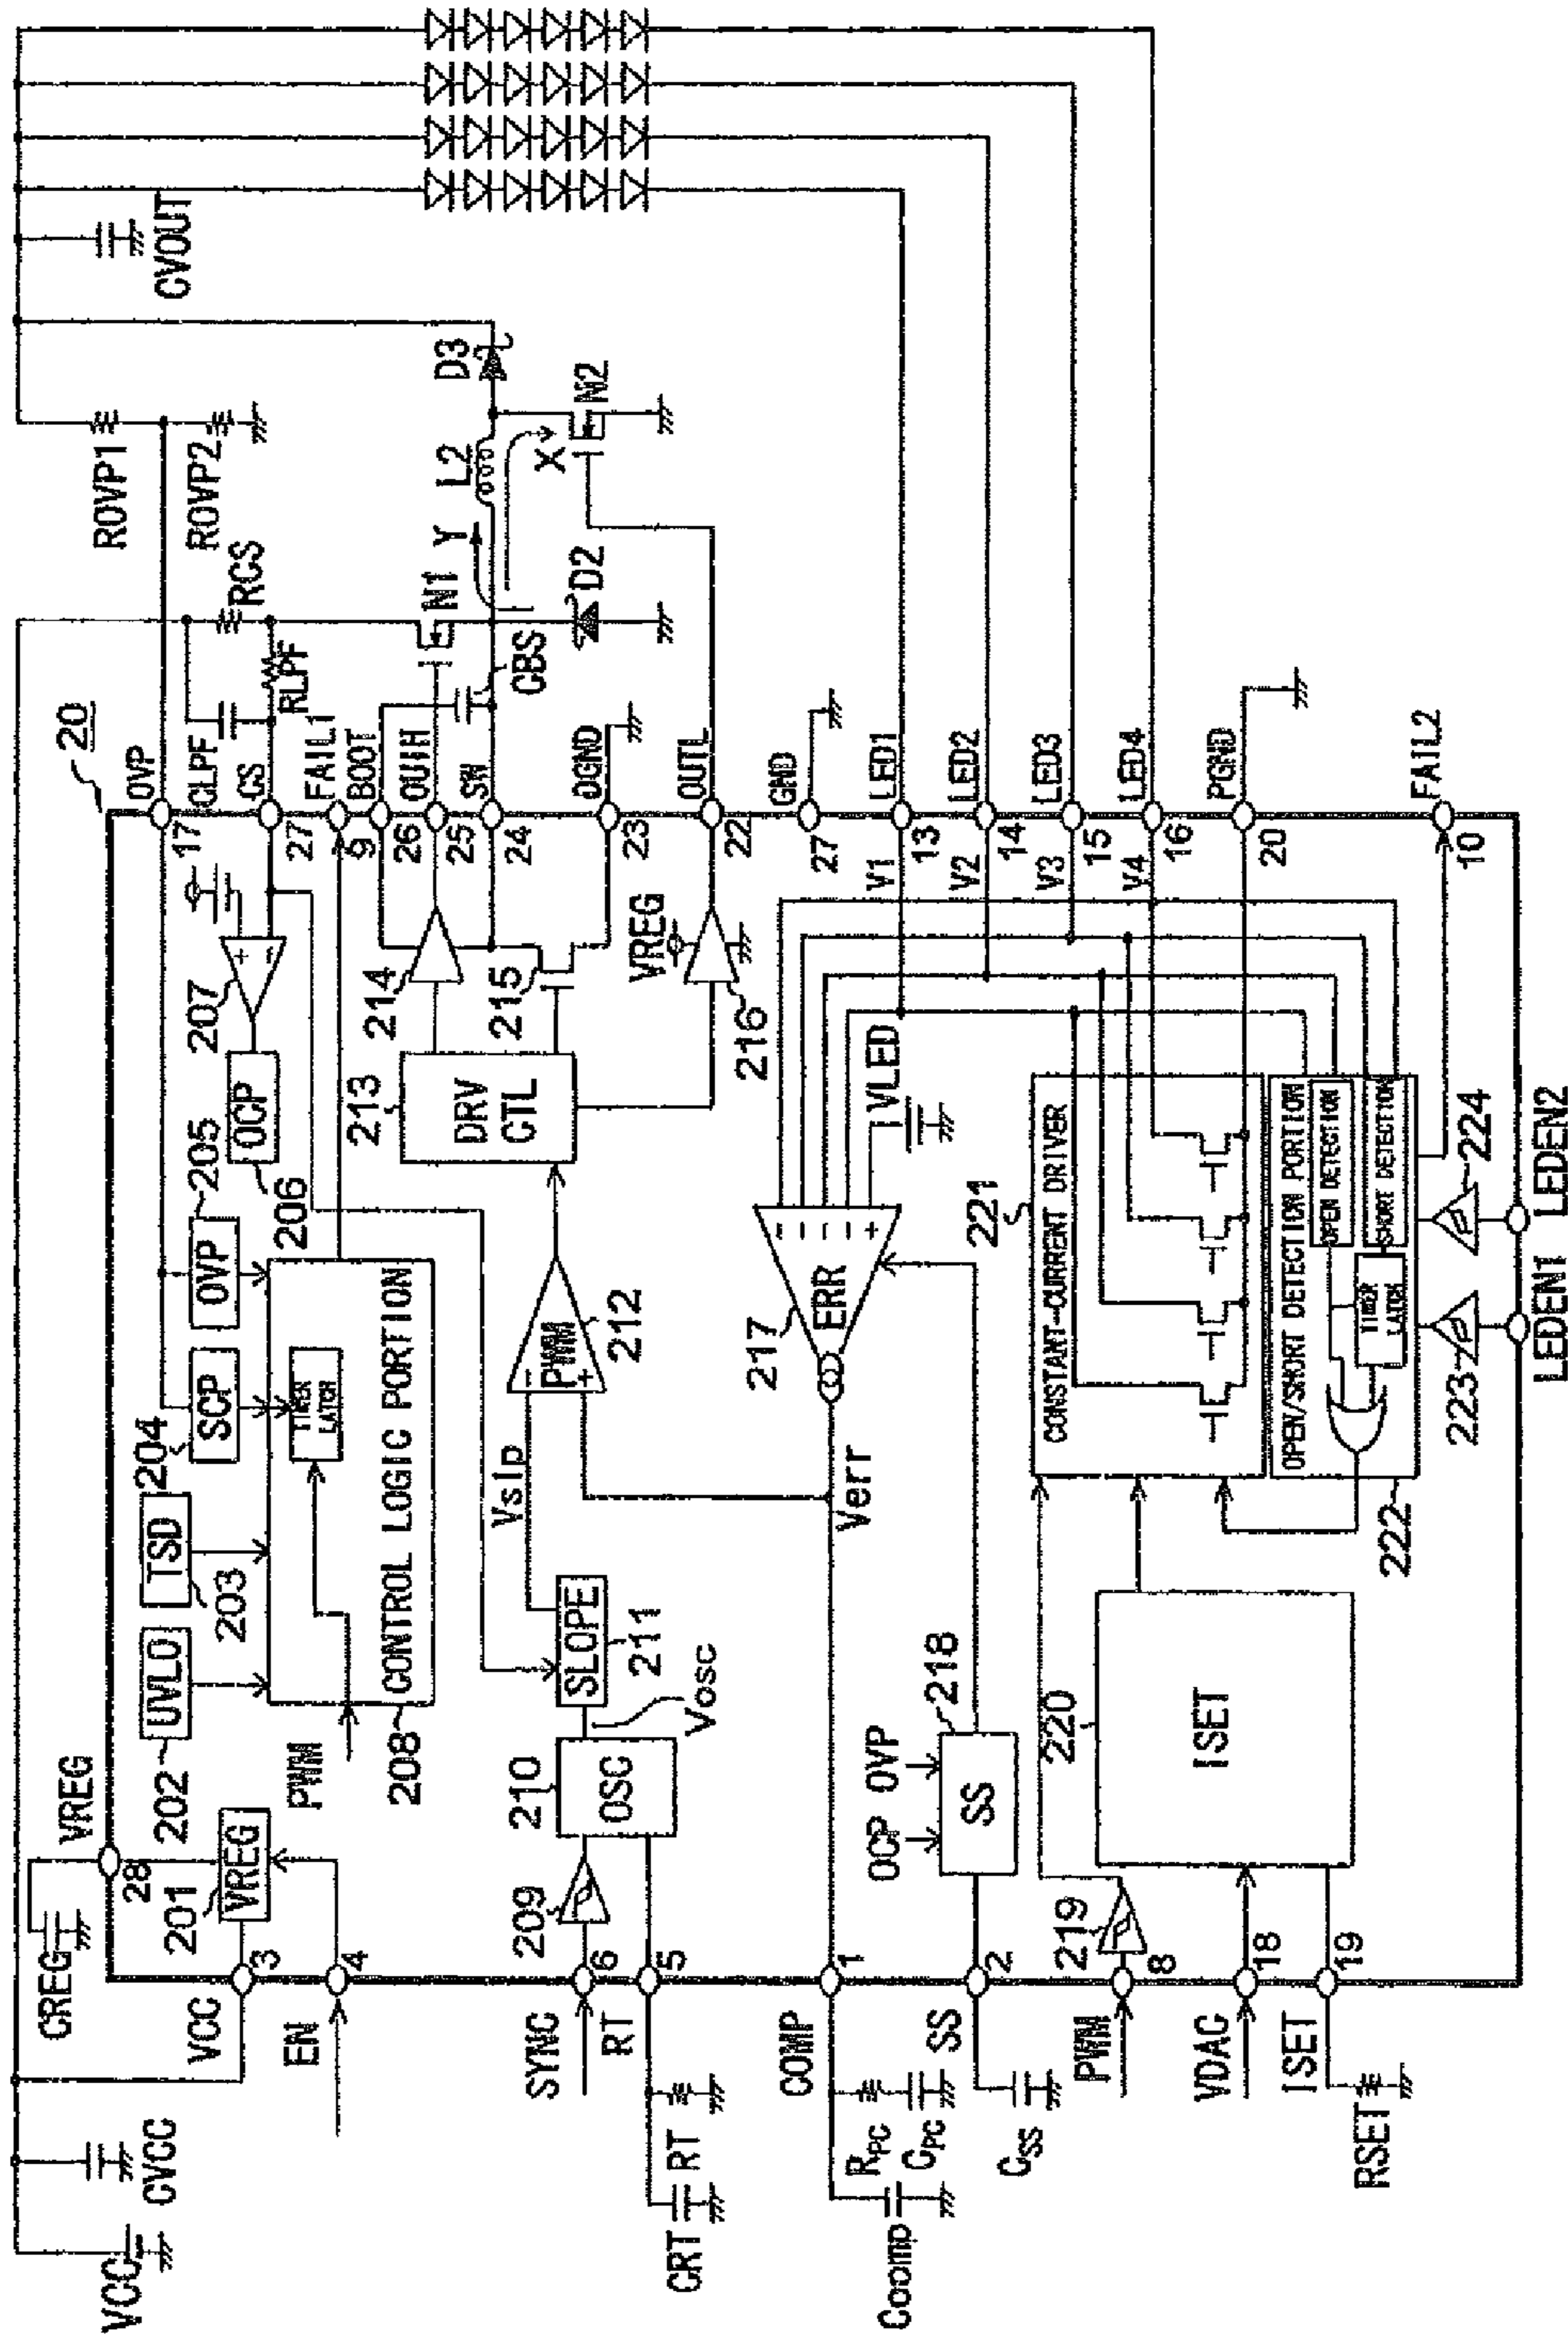 VCC
CVCC
CREG
VREG
28
20
ROVP1
ROVP2
CVOUT
VCC
3
201
VREG
202
UVLO
203
TSD
204
SCP
205
OVP
206
OCP
207
17
OVP
CLPF
RLPF
RCS
CS
27
EN
4
PWM
208
CONTROL LOGIC PORTION
TIMER
LATCH
FAIL1
9
BOOT
26
OUIH
25
SW
24
DGND
23
OUTL
22
GND
27
N1
Y
L2
D3
X
N2
D2
CBS
213
DRV
CTL
214
215
216
VREG
SYNC
6
209
210
OSC
211
SLOPE
Vosc
Vslp
PWM
212
RT
5
CRT
RT
COMP
1
Verr
217
ERR
VLED
Ccomp
RPC
CPC
SS
2
CSS
OCP
OVP
SS
218
V1
13
LED1
V2
14
LED2
V3
15
LED3
V4
16
LED4
20
PGND
10
FAIL2
PWM
8
219
VDAC
18
ISET
19
RSET
220
ISET
221
CONSTANT-CURRENT DRIVER
222
OPEN/SHORT DETECTION PORTION
OPEN DETECTION
SHORT DETECTION
TIMER
LATCH
223
224
LEDEN1
LEDEN2